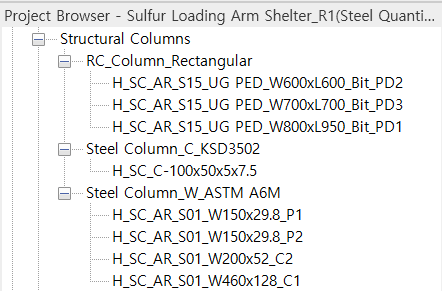 Project Browser - Sulfur Loading Arm Shelter_R1(Steel Quanti...
Structural Columns
RC_Column_Rectangular
H_SC_AR_S15_UG PED_W600xL600_Bit_PD2
H_SC_AR_S15_UG PED_W700xL700_Bit_PD3
H_SC_AR_S15_UG PED_W800xL950_Bit_PD1
Steel Column_C_KSD3502
H_SC_C-100x50x5x7.5
Steel Column_W_ASTM A6M
H_SC_AR_S01_W150x29.8_P1
H_SC_AR_S01_W150x29.8_P2
H_SC_AR_S01_W200x52_C2
H_SC_AR_S01_W460x128_C1